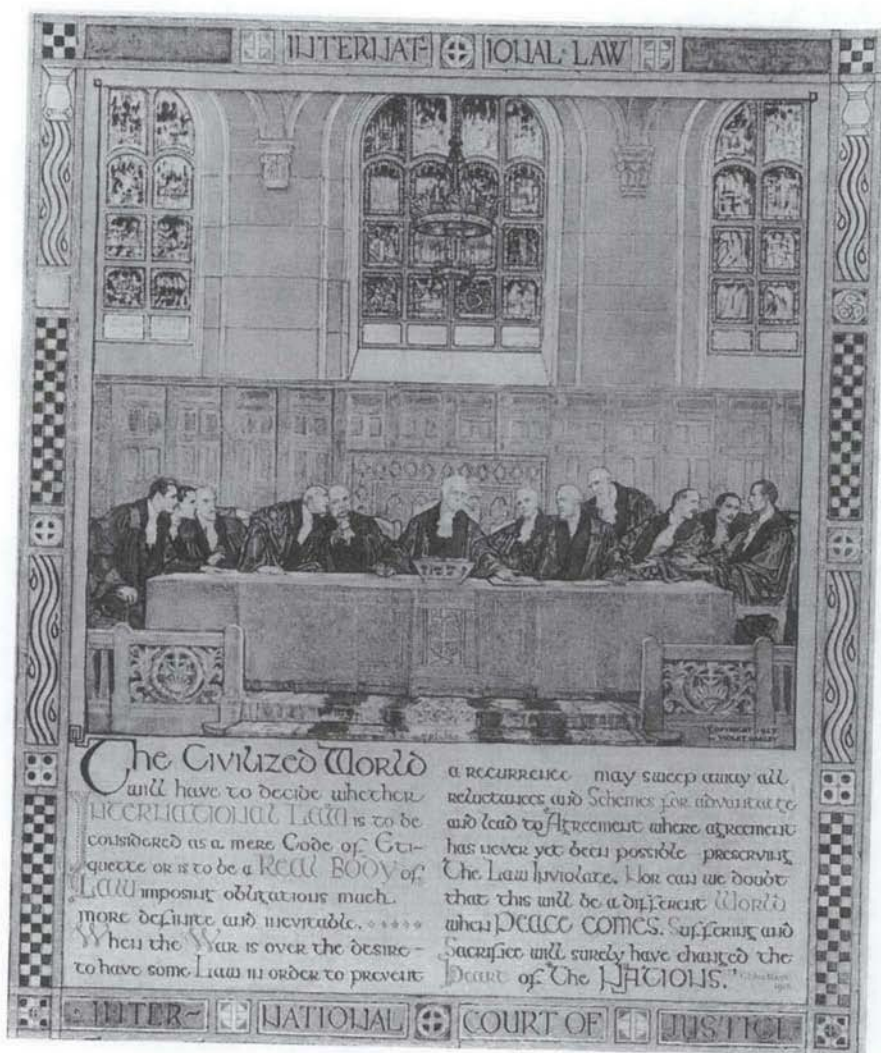 INTERNAT- IONAL · LAW
COPYRIGHT 1927
BY VIOLET OAKLEY
The Civilized World
will have to decide whether
International Law is to be
considered as a mere Code of Eti-
quette or is to be a Real Body of
Law imposing obligations much
more definite and inevitable.
When the War is over the desire
to have some Law in order to prevent
a recurrence may sweep away all
reluctances and Schemes for advantage
and lead to Agreement where agreement
has never yet been possible preserving
The Law Inviolate. Nor can we doubt
that this will be a different World
when Peace comes. Suffering and
Sacrifice will surely have changed the
Heart of The Nations."
INTER- NATIONAL COURT OF JUSTICE